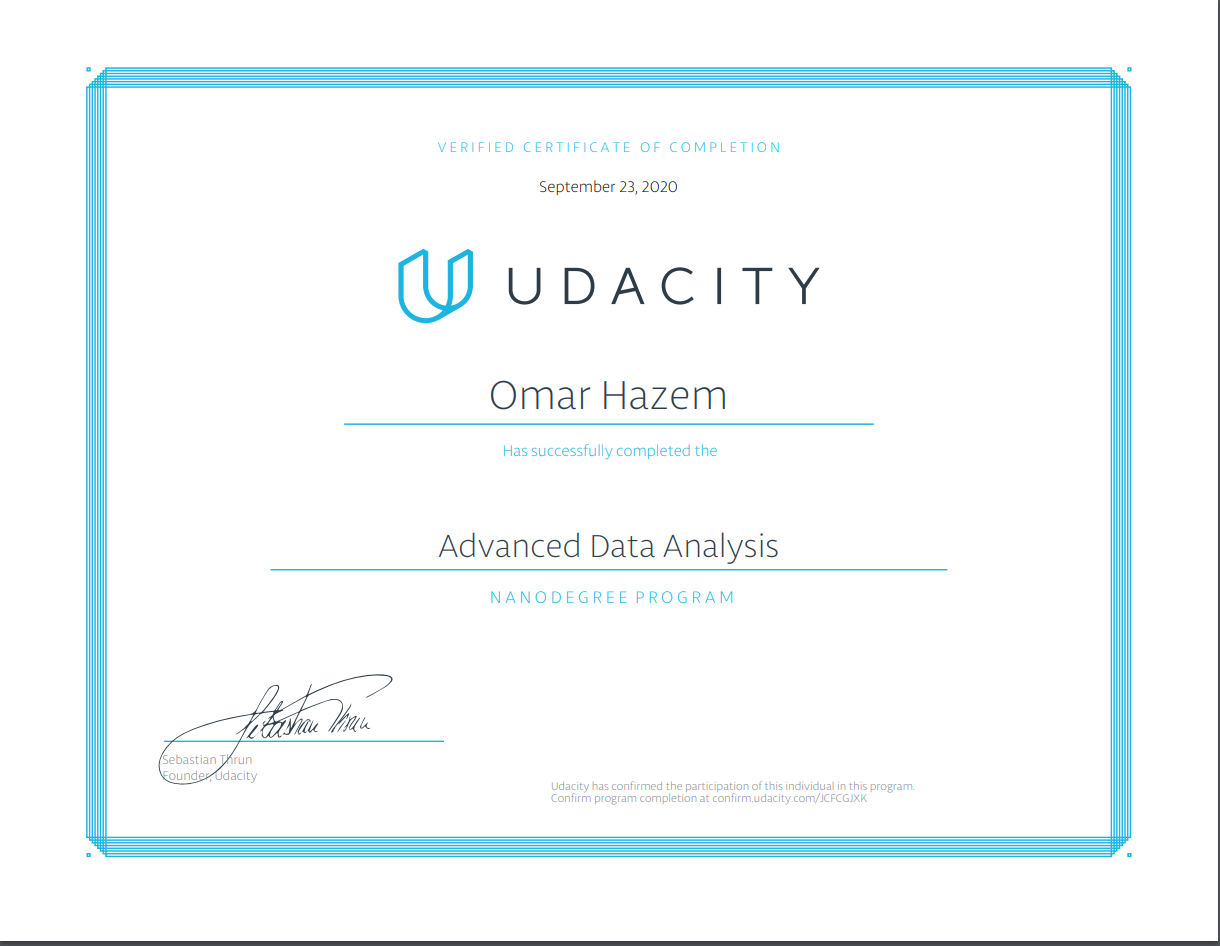 VERIFIED CERTIFICATE OF COMPLETION
September 23, 2020
UDACITY
Omar Hazem
Has successfully completed the
Advanced Data Analysis
NANODEGREE PROGRAM
Sebastian Thrun
Sebastian Thrun
Founder, Udacity
Udacity has confirmed the participation of this individual in this program.
Confirm program completion at confirm.udacity.com/JCFCGJXK